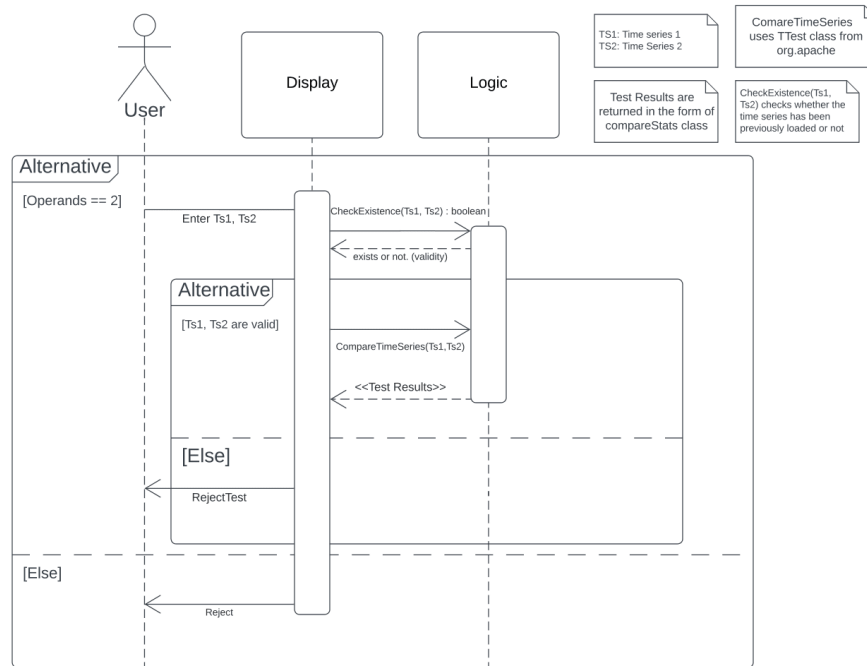 TS1: Time series 1
TS2: Time Series 2
ComareTimeSeries
uses TTest class from
org.apache
User
Display
Logic
Test Results are
returned in the form of
compareStats class
CheckExistence(Ts1,
Ts2) checks whether the
time series has been
previously loaded or not
Alternative
[Operands == 2]
Enter Ts1, Ts2
CheckExistence(Ts1, Ts2) : boolean
exists or not. (validity)
Alternative
[Ts1, Ts2 are valid]
CompareTimeSeries(Ts1,Ts2)
<<Test Results>>
[Else]
RejectTest
[Else]
Reject